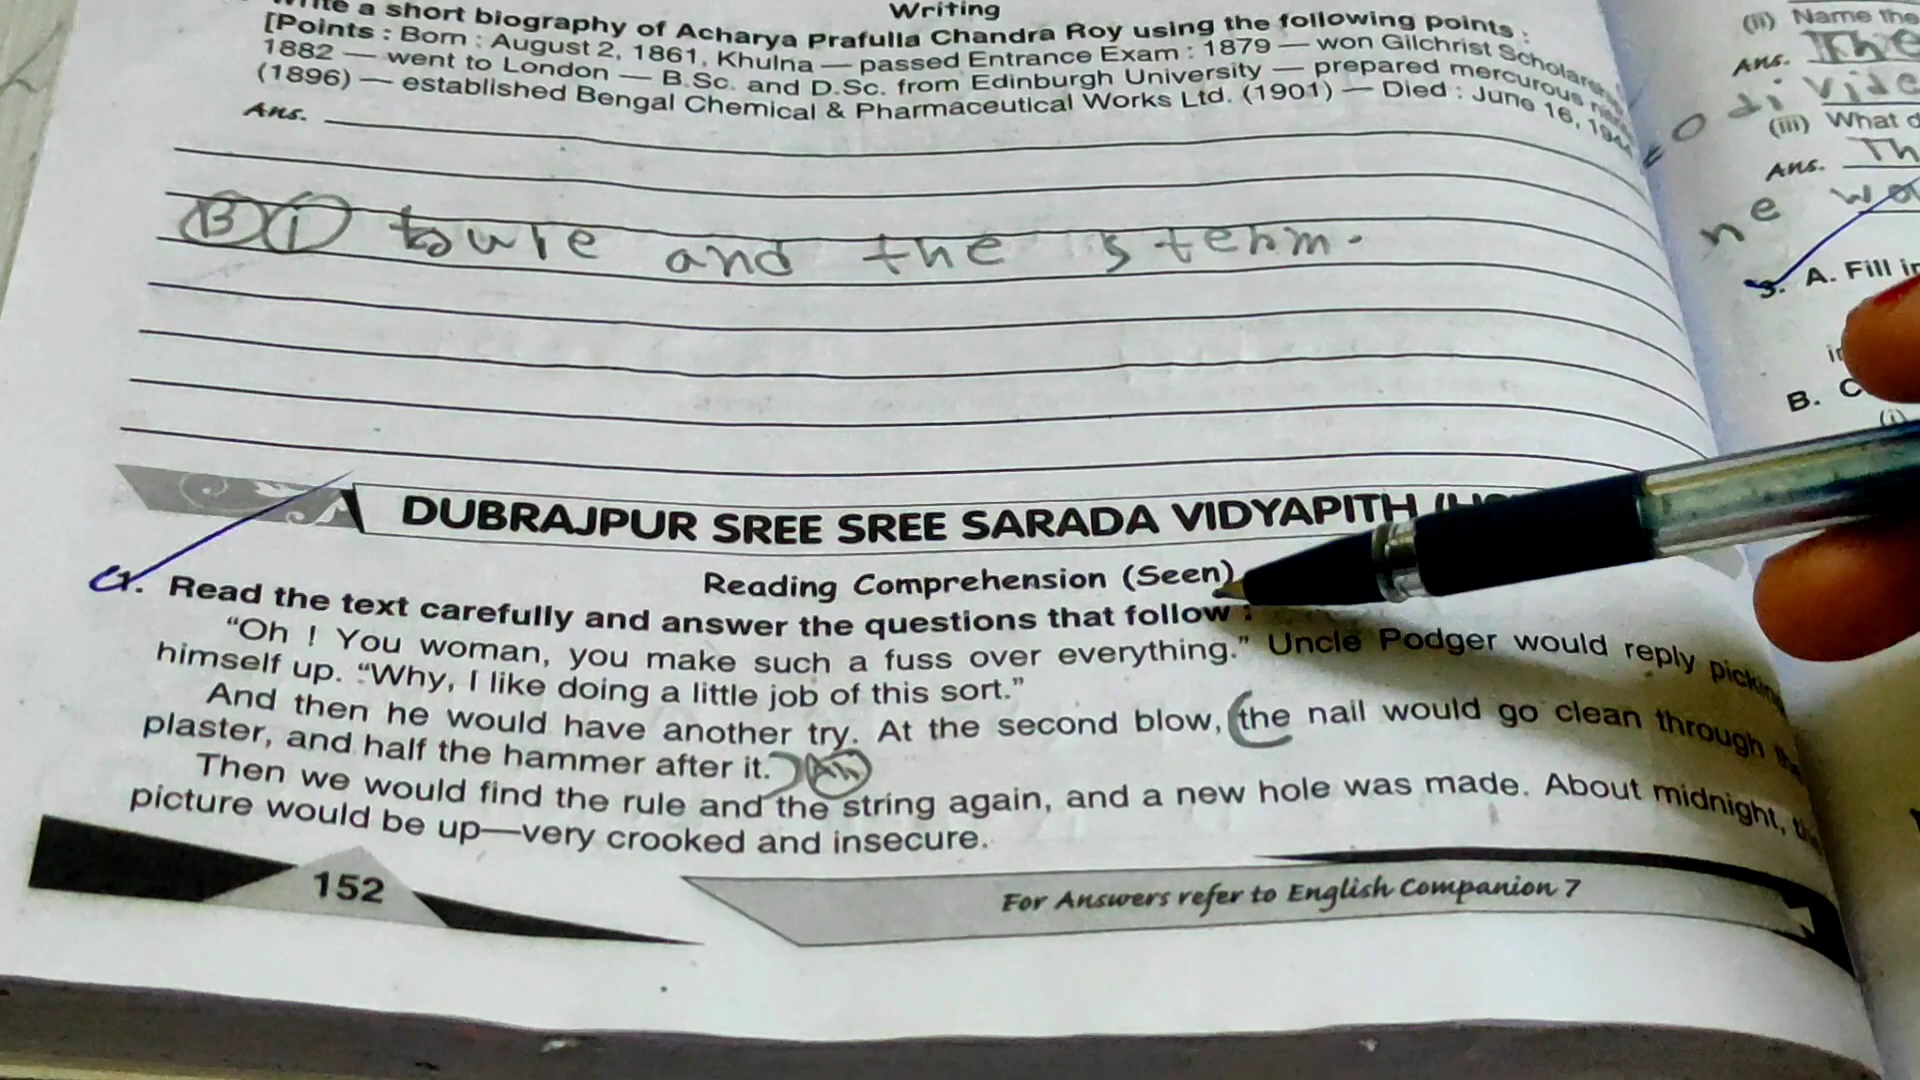 Writing
Write a short biography of Acharya Prafulla Chandra Roy using the following points :
[Points : Born : August 2, 1861, Khulna — passed Entrance Exam : 1879 — won Gilchrist
1882 — went to London — B.Sc. and D.Sc. from Edinburgh University — prepared mercurous
(1896) — established Bengal Chemical & Pharmaceutical Works Ltd. (1901) — Died : June 16,
Ans.
B i and the
DUBRAJPUR SREE SREE SARADA VIDYAPITH
Reading Comprehension (Seen)
Read the text carefully and answer the questions that follow :
“Oh ! You woman, you make such a fuss over everything.” Uncle Podger would reply
himself up. “Why, I like doing a little job of this sort.”
And then he would have another try. At the second blow, the nail would go clean through
plaster, and half the hammer after it.
Then we would find the rule and the string again, and a new hole was made. About midnight,
picture would be up—very crooked and insecure.
152
For Answers refer to English Companion 7
(ii) Name the
Ans. The
(iii) What
Ans.
he
A. Fill
B.
(i)